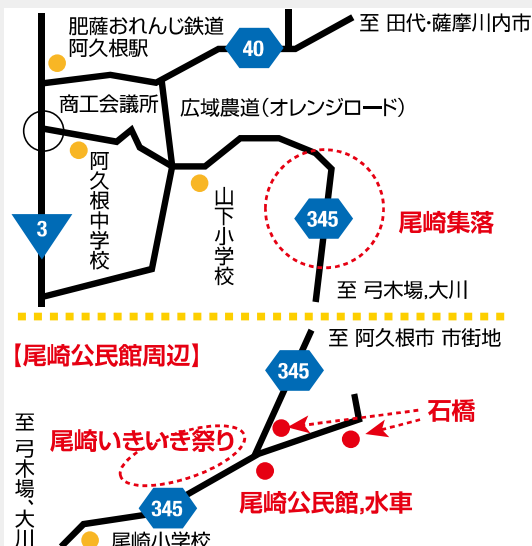 肥薩おれんじ鉄道
阿久根駅
40
至 田代・薩摩川内市
商工会議所
広域農道（オレンジロード）
阿久根中学校
山下小学校
3
345
尾崎集落
至 弓木場,大川
至 阿久根市 市街地
【尾崎公民館周辺】
345
石橋
尾崎いきいき祭り
至 弓木場、大川
尾崎公民館,水車
345
尾崎小学校